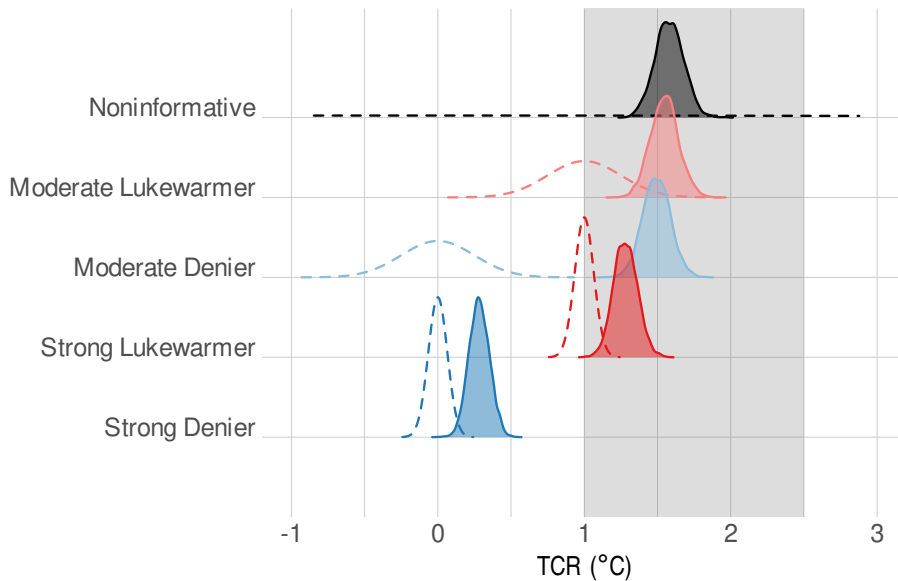 Noninformative
Moderate Lukewarmer
Moderate Denier
Strong Lukewarmer
Strong Denier
-1 0 1 2 3
TCR (°C)